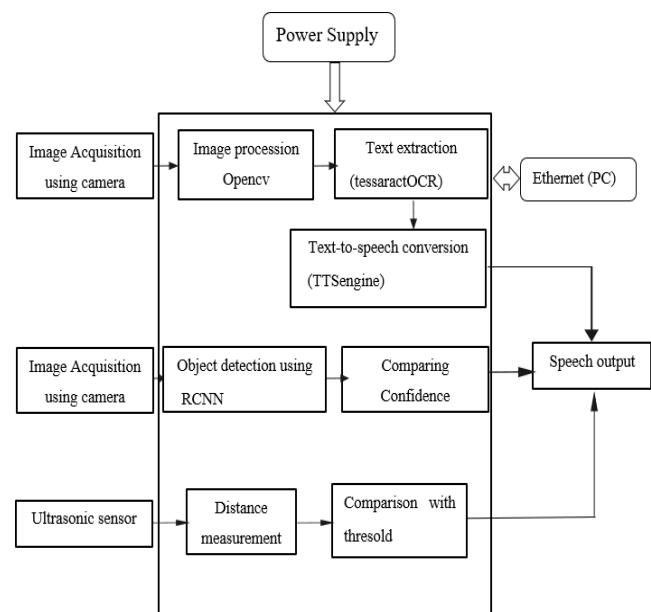 Power Supply
Image Acquisition
using camera
Image procession
Opencv
Text extraction
(tessaractOCR)
Ethernet (PC)
Text-to-speech conversion
(TTSengine)
Image Acquisition
using camera
Object detection using
RCNN
Comparing
Confidence
Speech output
Ultrasonic sensor
Distance
measurement
Comparison with
thresold